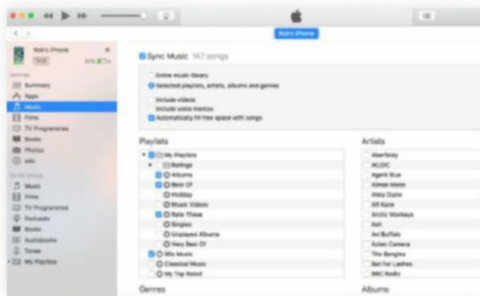 Rob's iPhone
Rob's iPhone
16GB
Settings
Summary
Apps
Music
Films
TV Programmes
Books
Photos
Info
On My Device
Music
Films
TV Programmes
Podcasts
Books
Audiobooks
Tones
My Playlists
Sync Music 147 songs
Entire music library
Selected playlists, artists, albums and genres
Include videos
Include voice memos
Automatically fill free space with songs
Playlists
My Playlists
Ratings
Albums
Best Of
Holiday
Music Videos
Rate These
Singles
Unplayed Albums
Very Best Of
90s Music
Classical Music
My Top Rated
Genres
Artists
Aberfeldy
AC/DC
Agent Blue
Aimee Mann
Alela Diane
Arctic Monkeys
Ash
Avi Buffalo
Aztec Camera
The Bangles
Bat For Lashes
BBC Radio
Albums